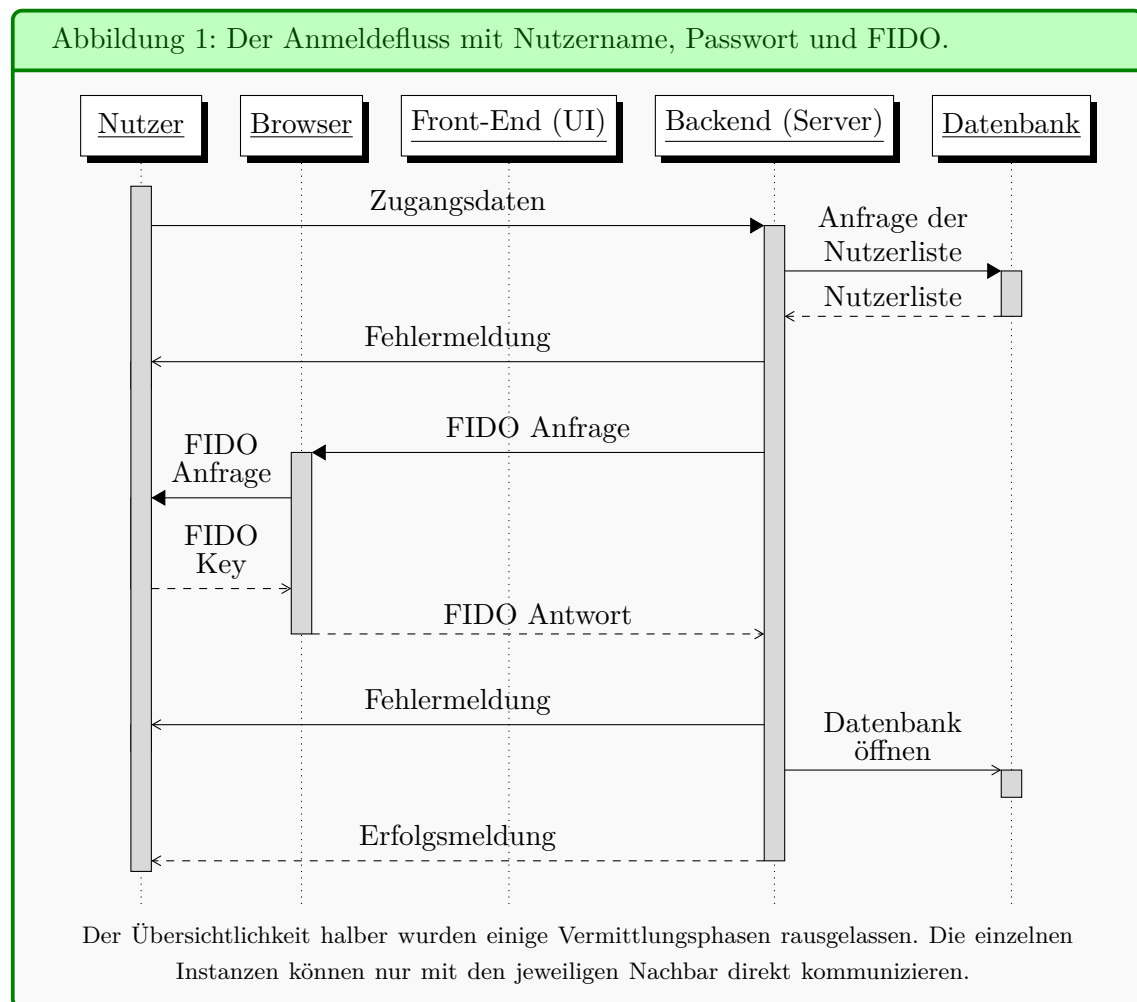 Abbildung 1: Der Anmeldefluss mit Nutzername, Passwort und FIDO.
Nutzer
Browser
Front-End (UI)
Backend (Server)
Datenbank
Zugangsdaten
Anfrage der
Nutzerliste
Nutzerliste
Fehlermeldung
FIDO Anfrage
FIDO
Anfrage
FIDO
Key
FIDO Antwort
Fehlermeldung
Datenbank
öffnen
Erfolgsmeldung
Der Übersichtlichkeit halber wurden einige Vermittlungsphasen rausgelassen. Die einzelnen
Instanzen können nur mit den jeweiligen Nachbar direkt kommunizieren.